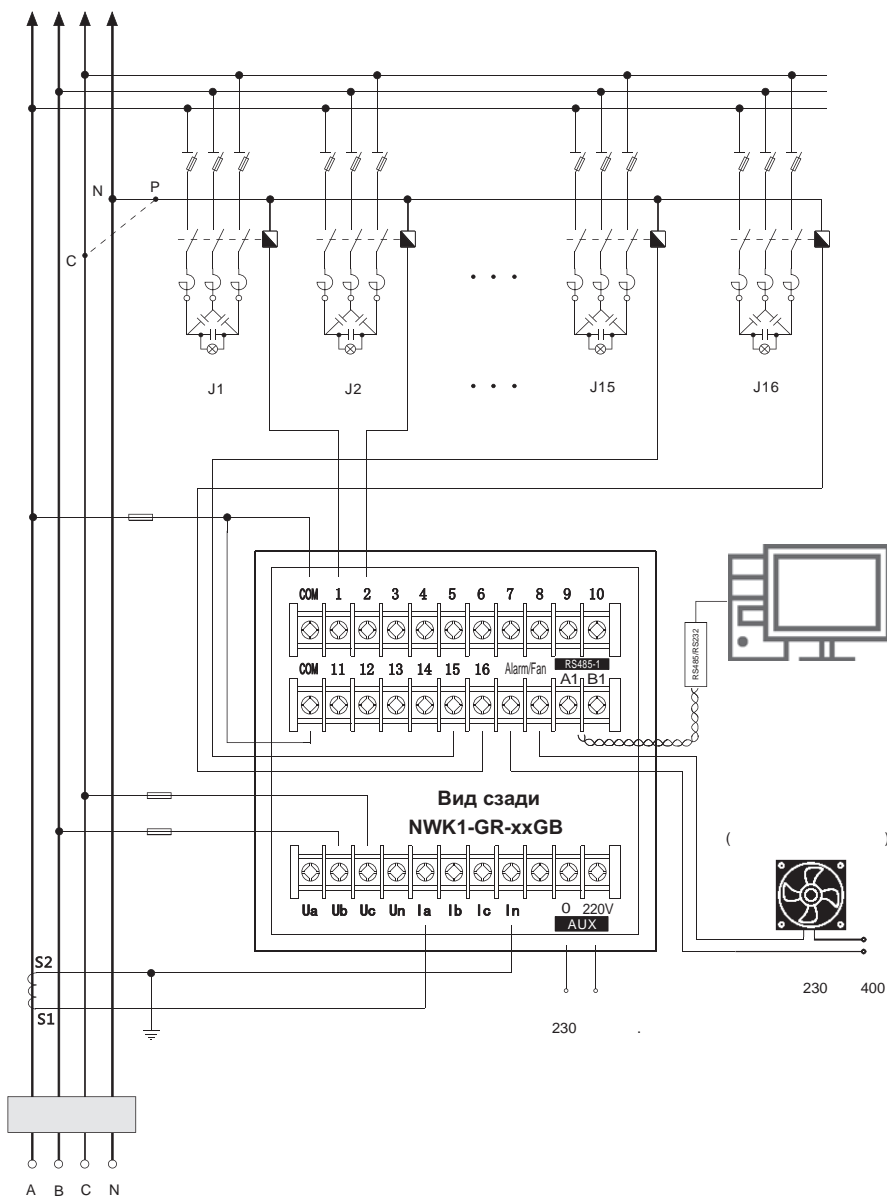 N
P
C
J1
J2
J15
J16
COM 1 2 3 4 5 6 7 8 9 10
RS485-1
COM 11 12 13 14 15 16 Alarm/Fan A1 B1
RS485/RS232
Вид сзади
NWK1-GR-xxGB
( )
Ua Ub Uc Un Ia Ib Ic In 0 220V
AUX
S2
S1
230 400
230 .
A B C N